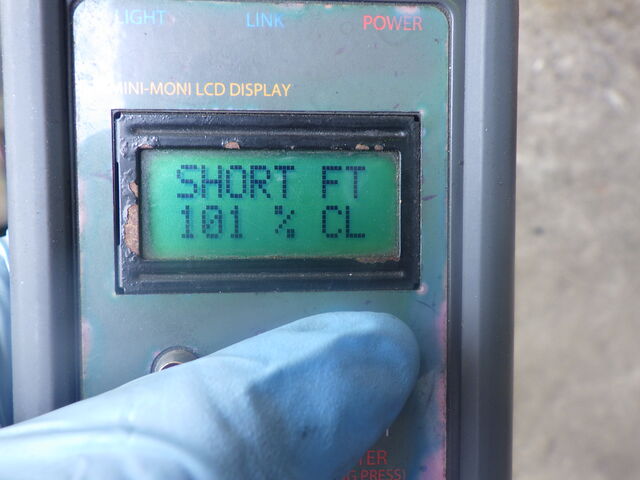 LIGHT LINK POWER
MINI-MONI LCD DISPLAY
SHORT FT
101 % CL